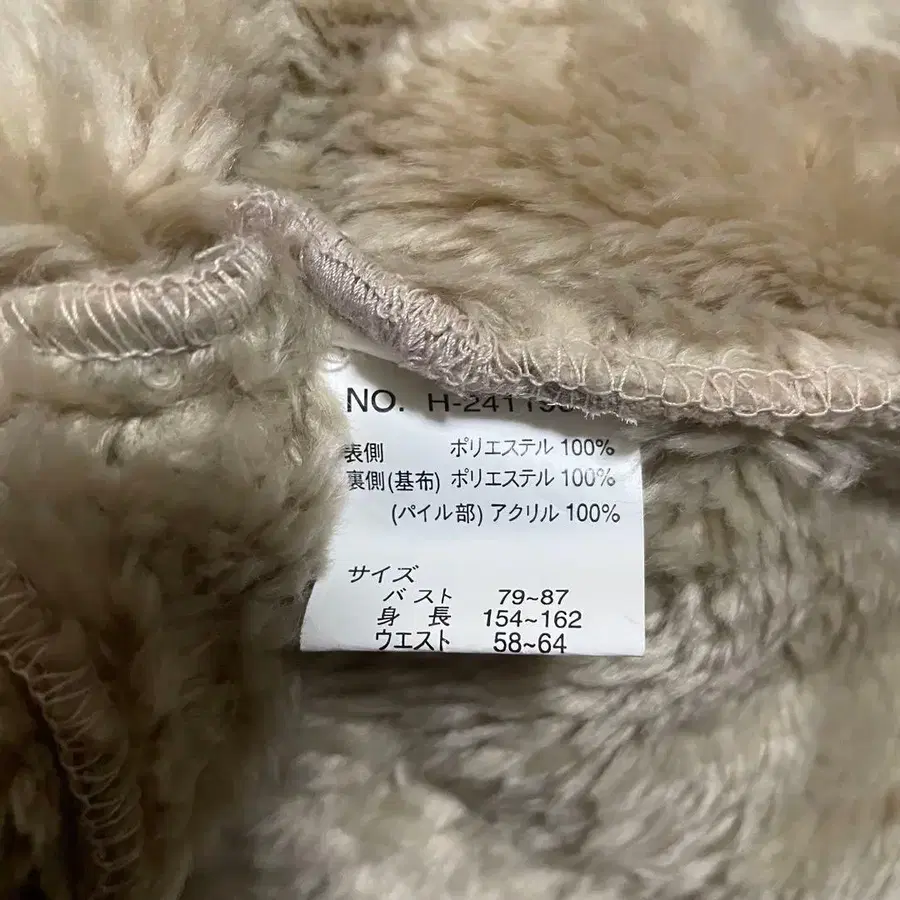 NO.
表側 ポリエステル 100%
裏側(基布) ポリエステル 100%
(パイル部) アクリル 100%
サイズ
バスト 79~87
身長 154~162
ウエスト 58~64